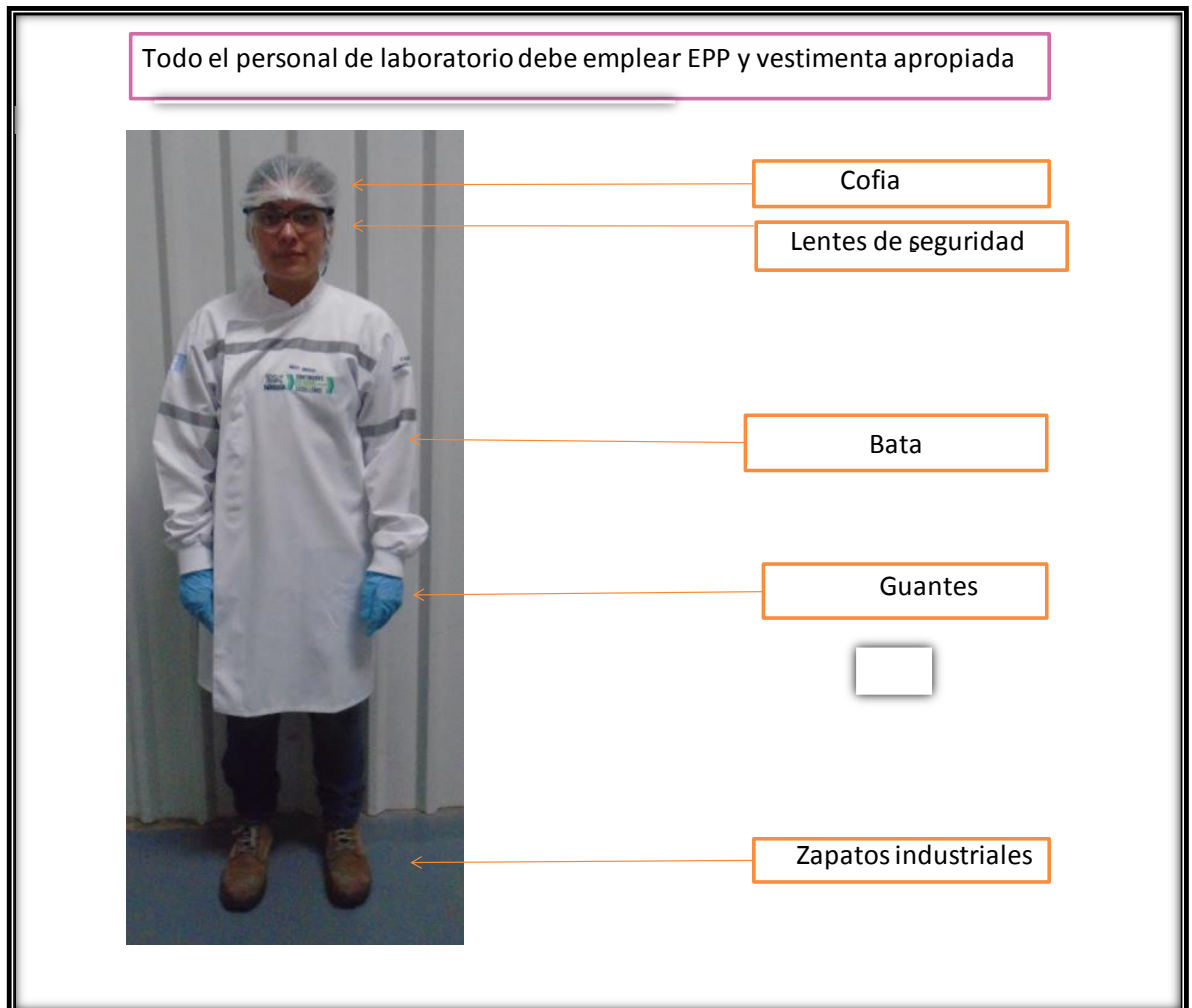 Todo el personal de laboratorio debe emplear EPP y vestimenta apropiada
Cofia
Lentes de seguridad
Bata
Guantes
Zapatos industriales